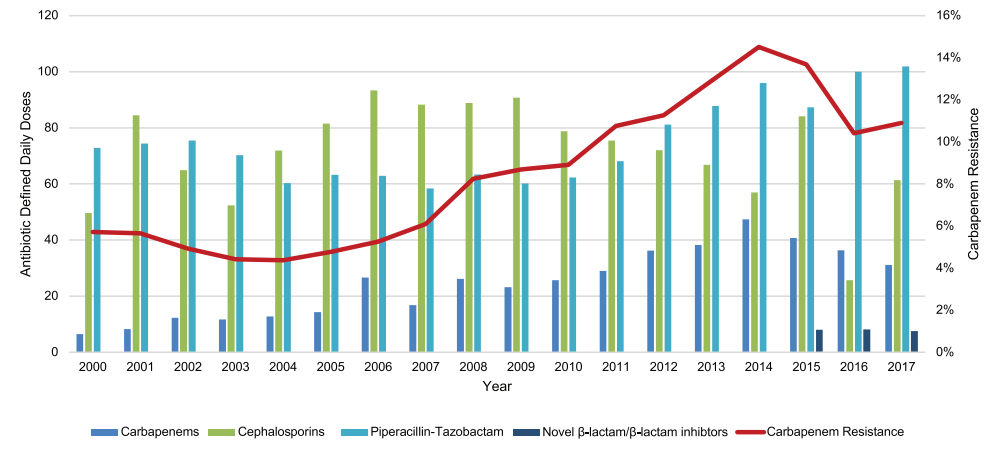 120 16%
100 14%
80 12%
60 10%
40 8%
20 6%
0 4%
2%
0%
Antibiotic Defined Daily Doses
Carbapenem Resistance
2000 2001 2002 2003 2004 2005 2006 2007 2008 2009 2010 2011 2012 2013 2014 2015 2016 2017
Year
Carbapenems Cephalosporins Piperacillin-Tazobactam Novel β-lactam/β-lactam inhibtors Carbapenem Resistance